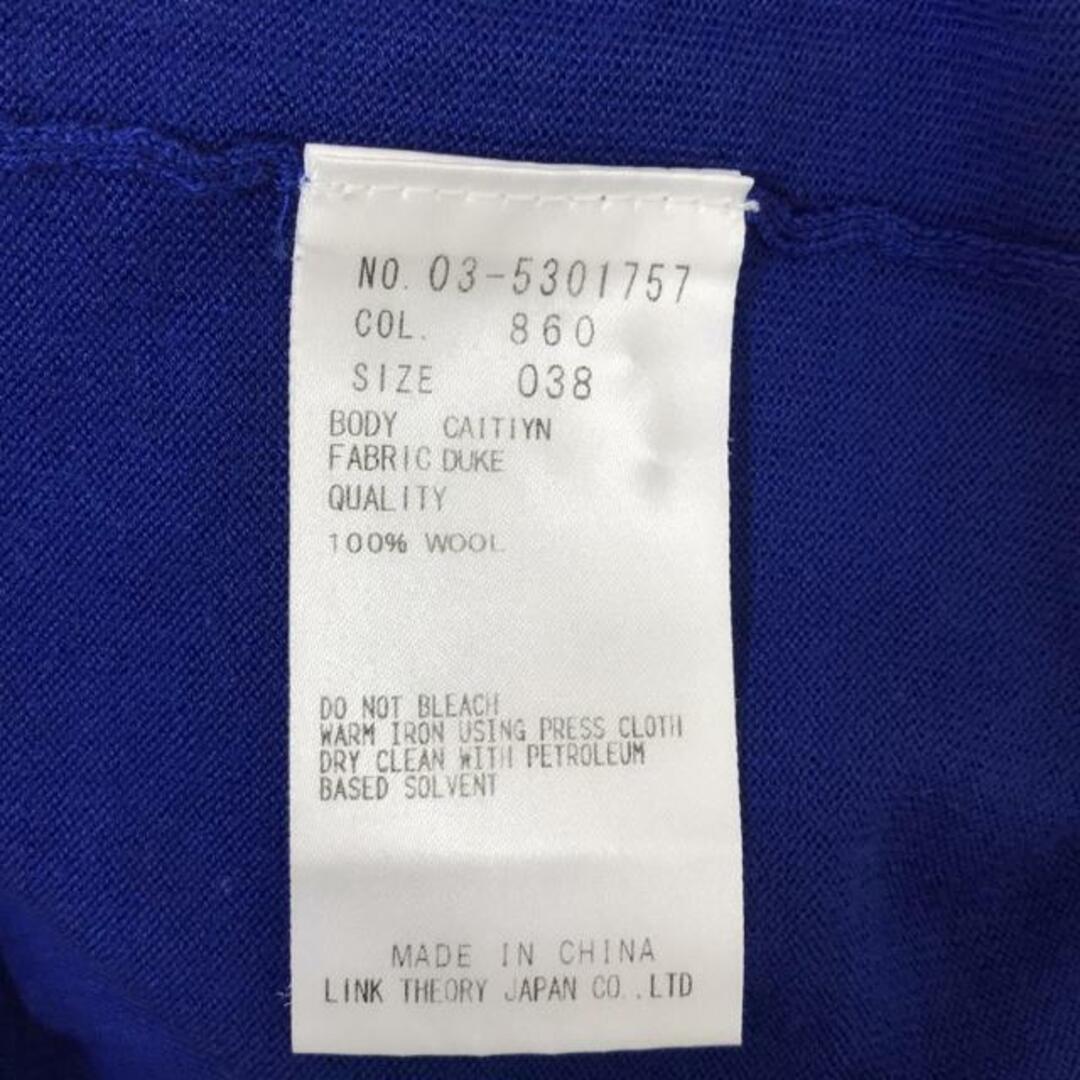 NO. 03-5301757
COL. 860
SIZE 038
BODY CAITIYN
FABRIC DUKE
QUALITY
100% WOOL
DO NOT BLEACH
WARM IRON USING PRESS CLOTH
DRY CLEAN WITH PETROLEUM
BASED SOLVENT
MADE IN CHINA
LINK THEORY JAPAN CO.,LTD